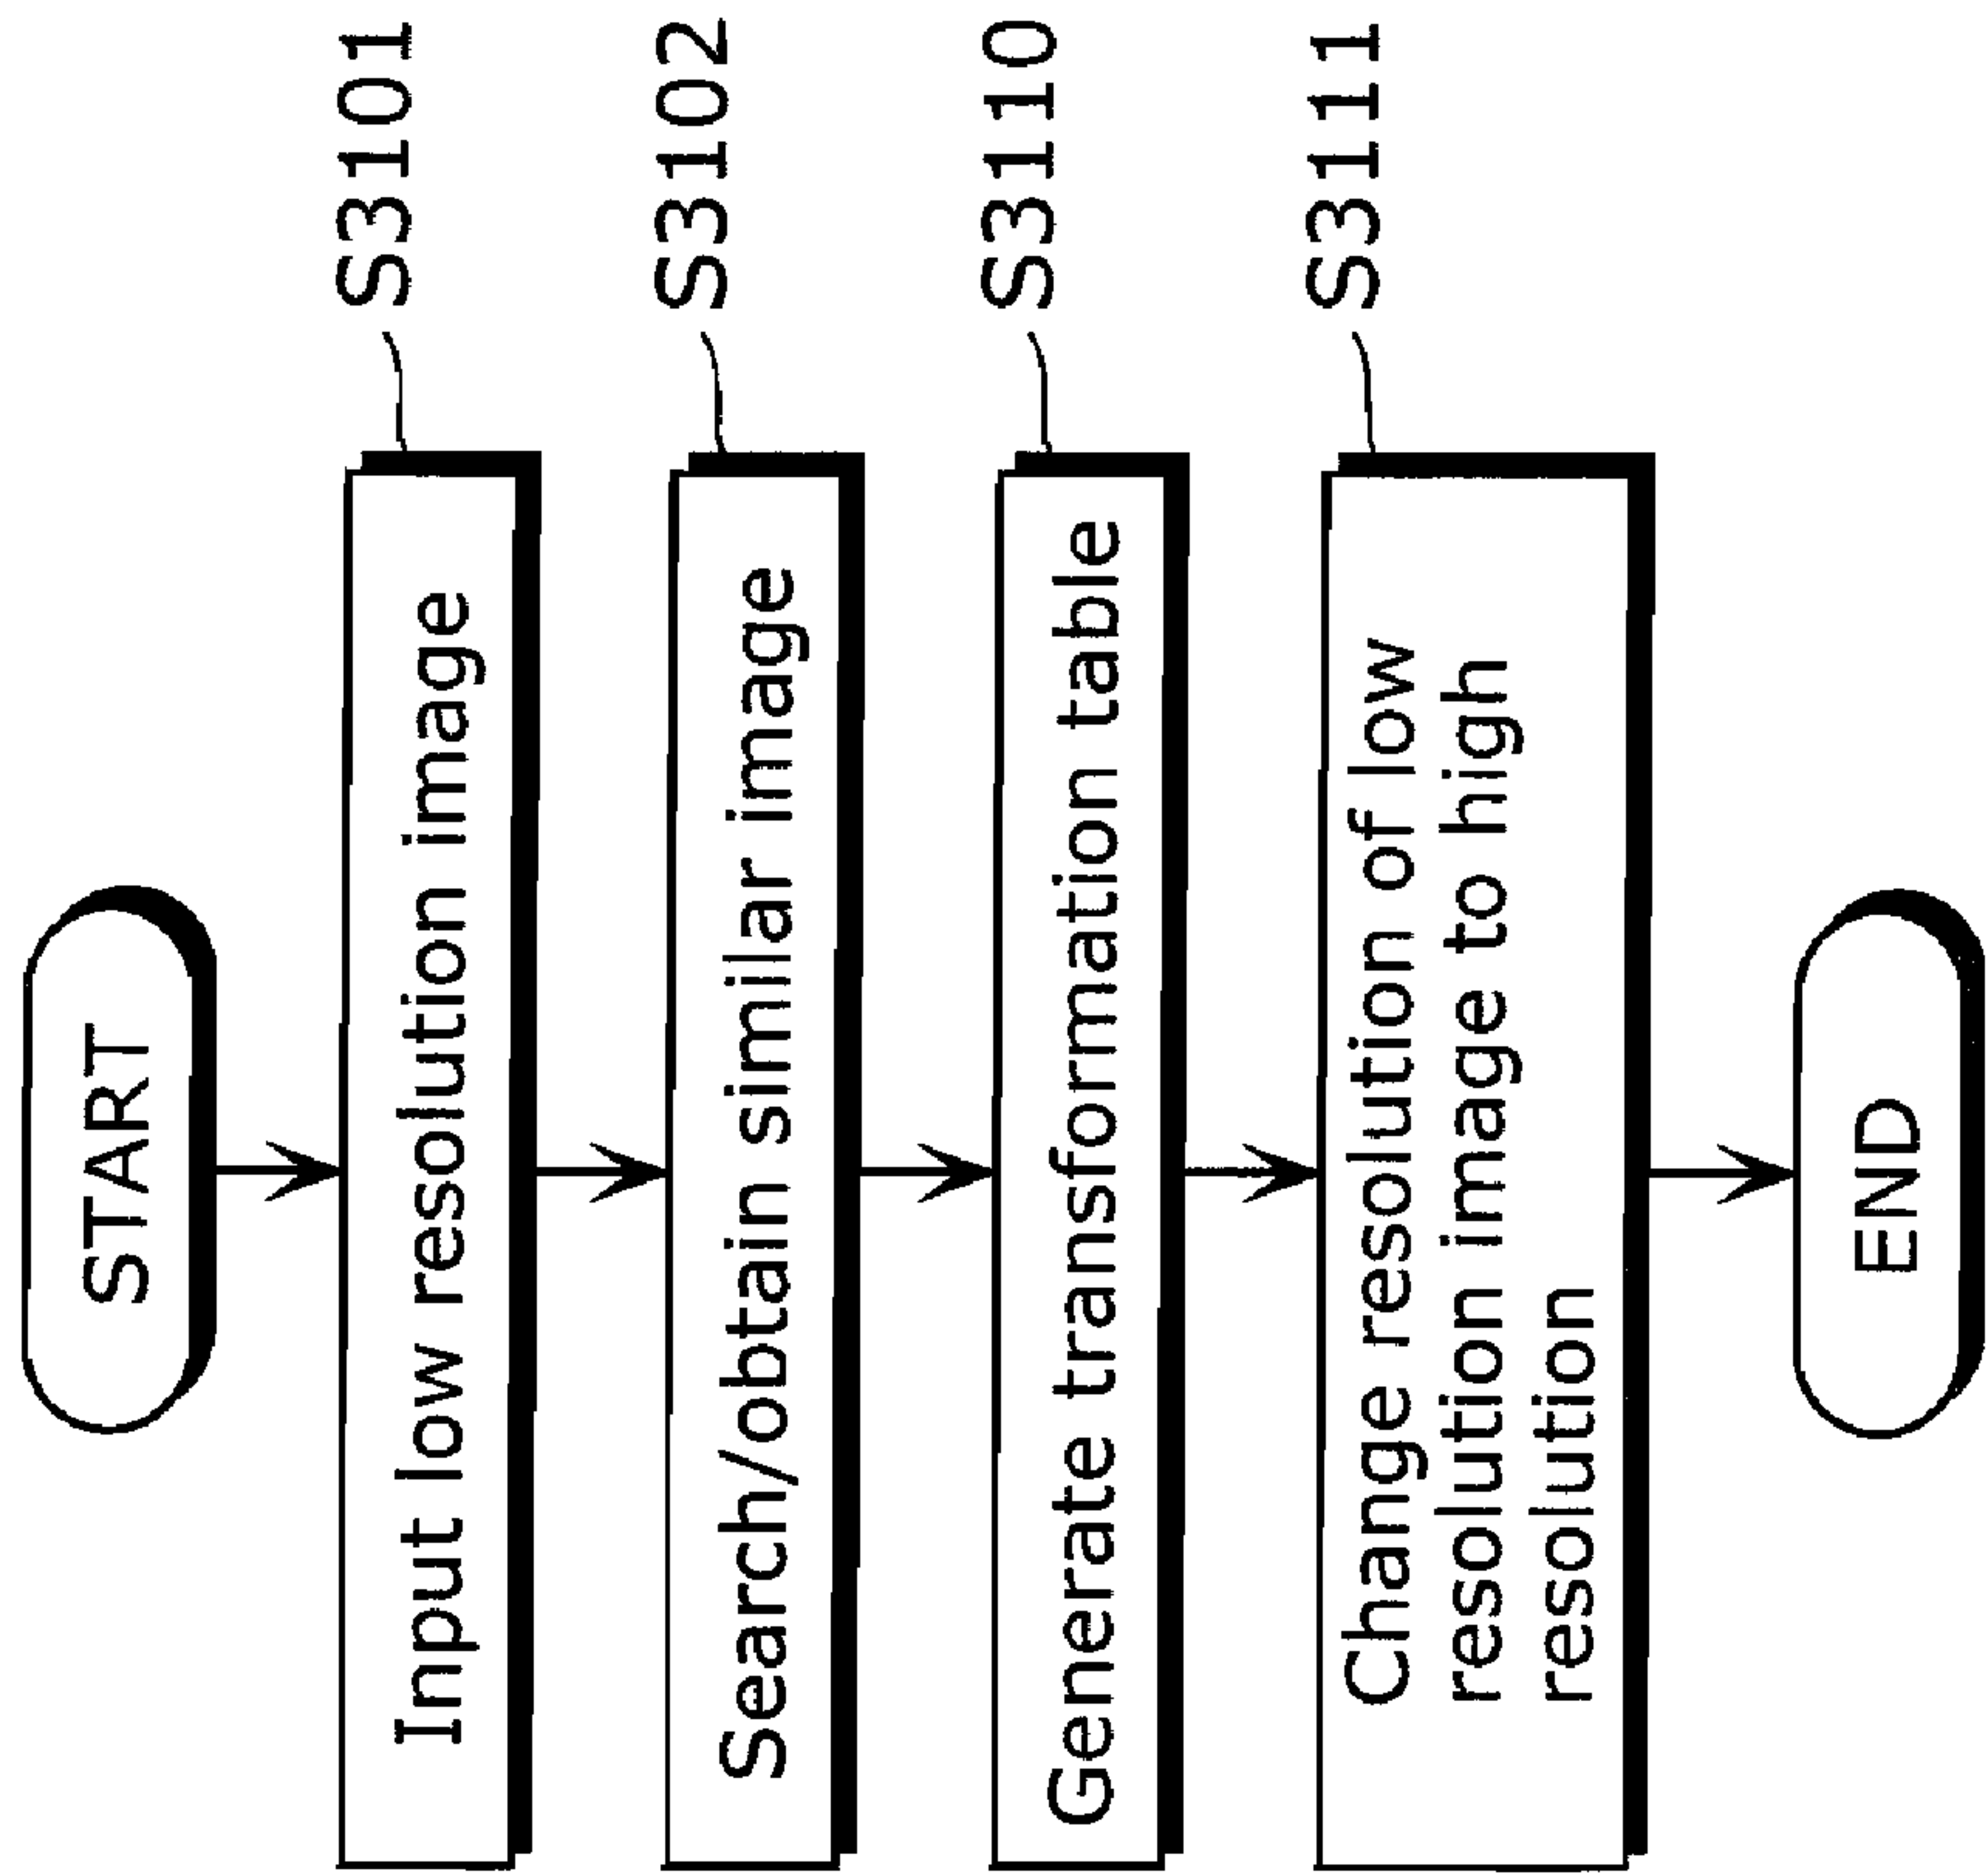 START
Input low resolution image
S3101
Search/obtain similar image
S3102
Generate transformation table
S3110
Change resolution of low
resolution image to high
resolution
S3111
END